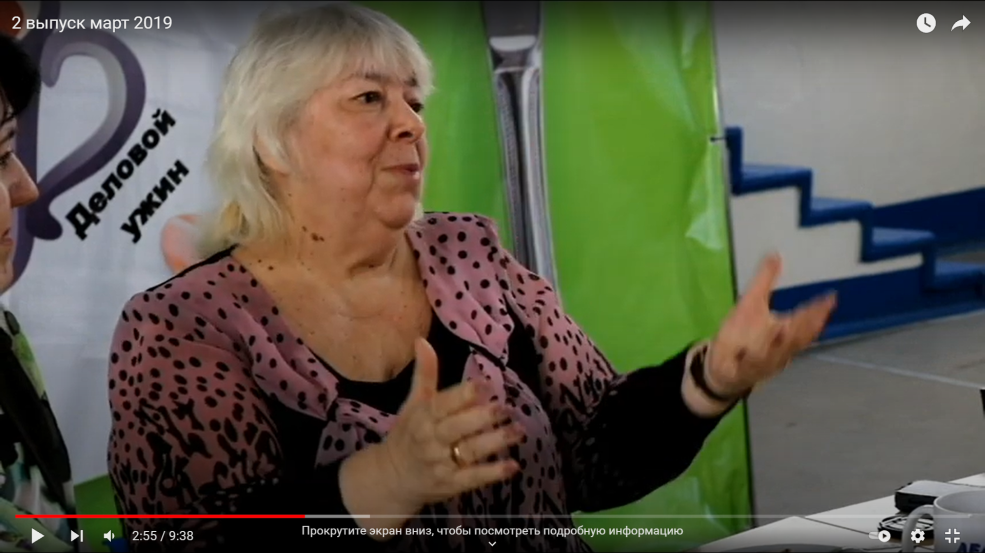 2 выпуск март 2019
Деловой
ужин
2:55 / 9:38
Прокрутите экран вниз, чтобы посмотреть подробную информацию